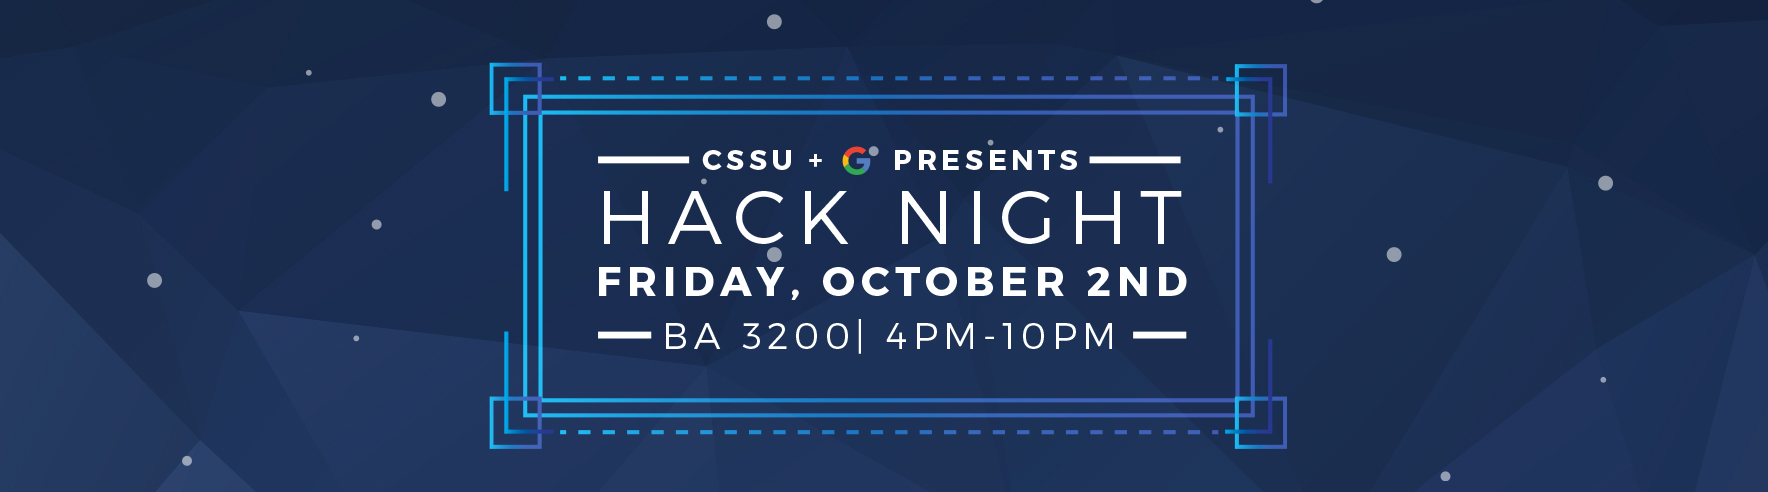 CSSU + G PRESENTS
HACK NIGHT
FRIDAY, OCTOBER 2ND
BA 3200| 4PM-10PM